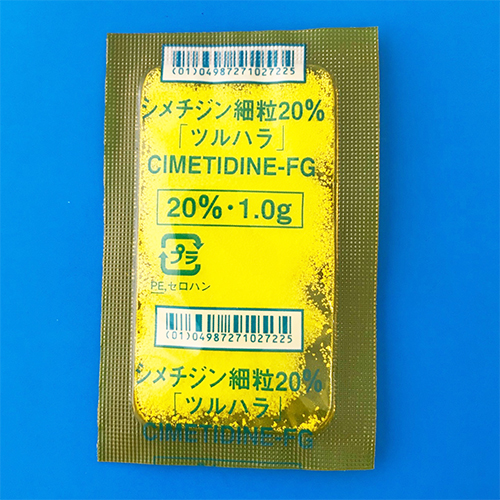 (01)04987271027225
シメチジン細粒20%
「ツルハラ」
CIMETIDINE-FG
20%・1.0g
プラ
PE,セロハン
(01)04987271027225
シメチジン細粒20%
「ツルハラ」
CIMETIDINE-FG